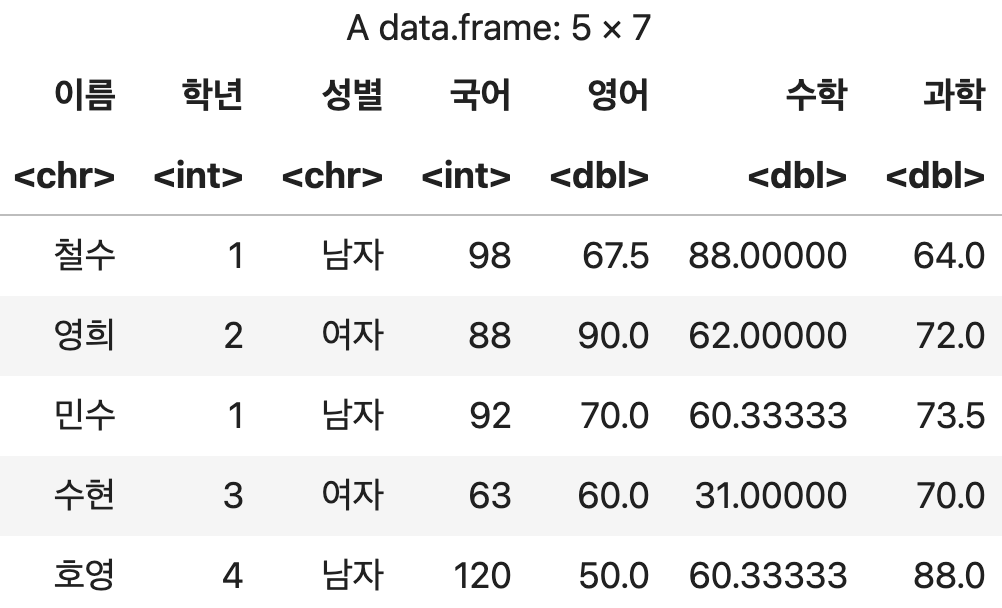 A data.frame: 5 × 7
이름 학년 성별 국어 영어 수학 과학
<chr> <int> <chr> <int> <dbl> <dbl> <dbl>
철수 1 남자 98 67.5 88.00000 64.0
영희 2 여자 88 90.0 62.00000 72.0
민수 1 남자 92 70.0 60.33333 73.5
수현 3 여자 63 60.0 31.00000 70.0
호영 4 남자 120 50.0 60.33333 88.0